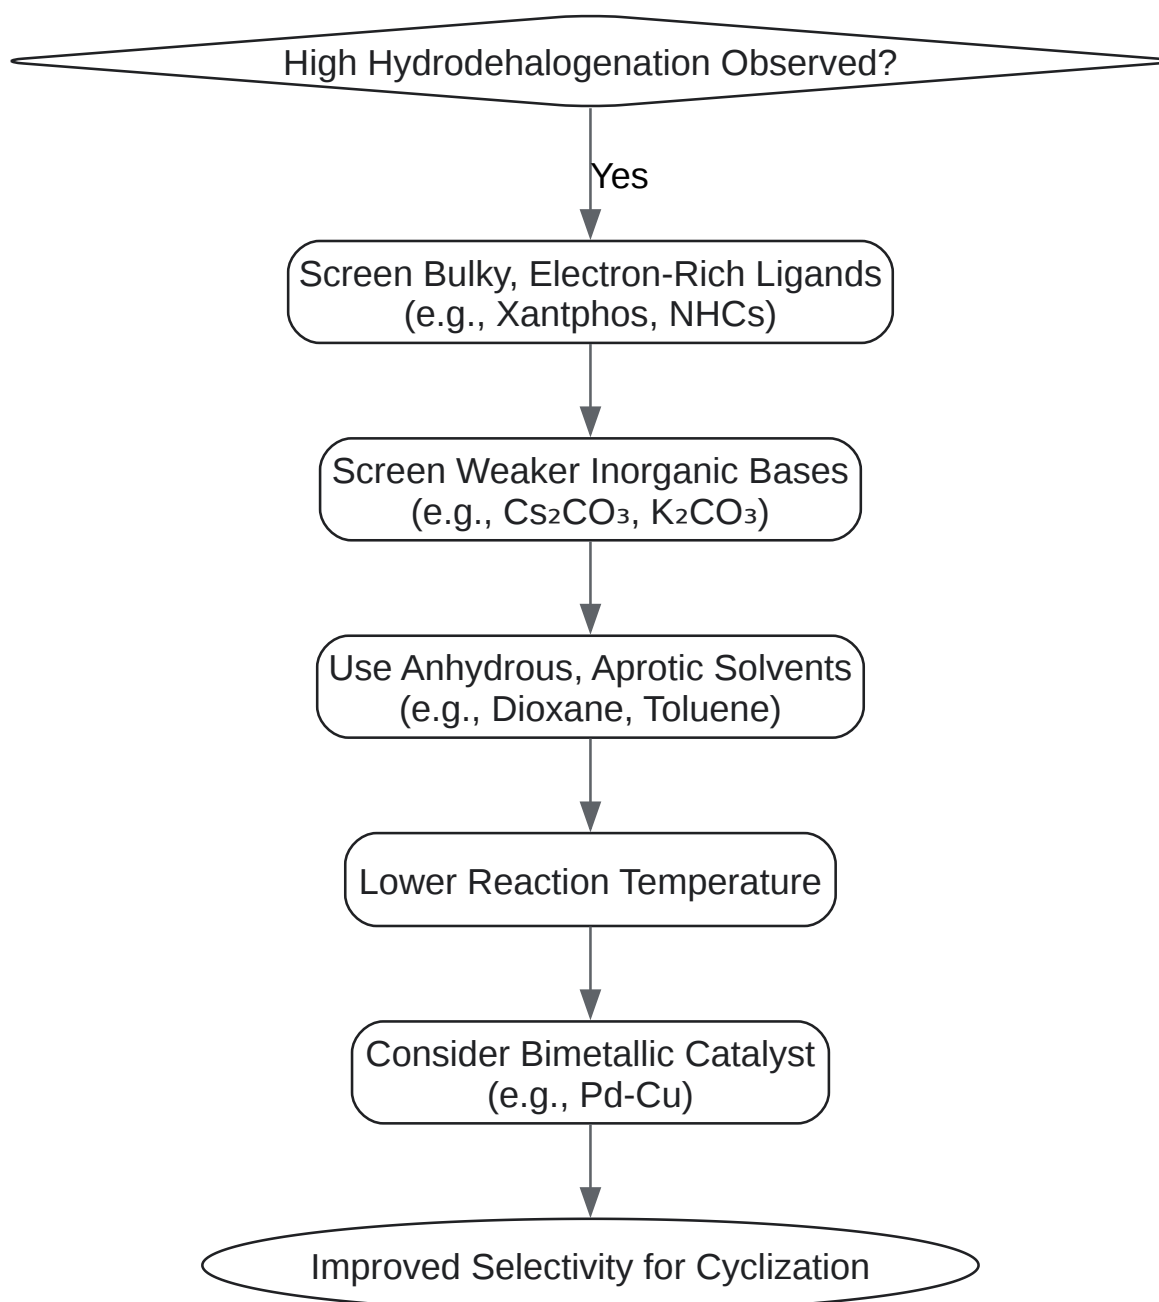 High Hydrodehalogenation Observed?
Yes
Screen Bulky, Electron-Rich Ligands
(e.g., Xantphos, NHCs)
Screen Weaker Inorganic Bases
(e.g., Cs₂CO₃, K₂CO₃)
Use Anhydrous, Aprotic Solvents
(e.g., Dioxane, Toluene)
Lower Reaction Temperature
Consider Bimetallic Catalyst
(e.g., Pd-Cu)
Improved Selectivity for Cyclization